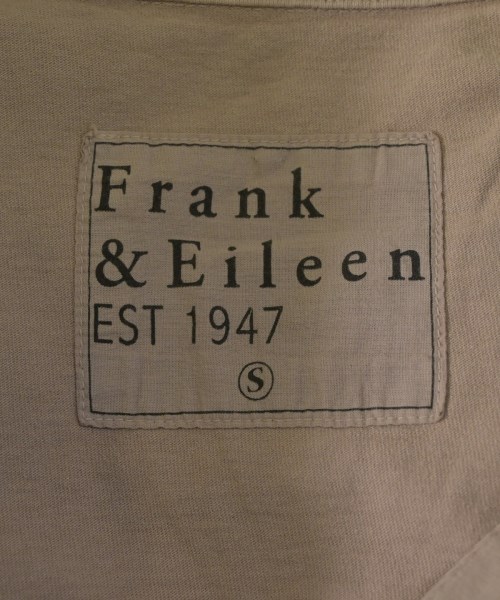 Frank
& Eileen
EST 1947
S